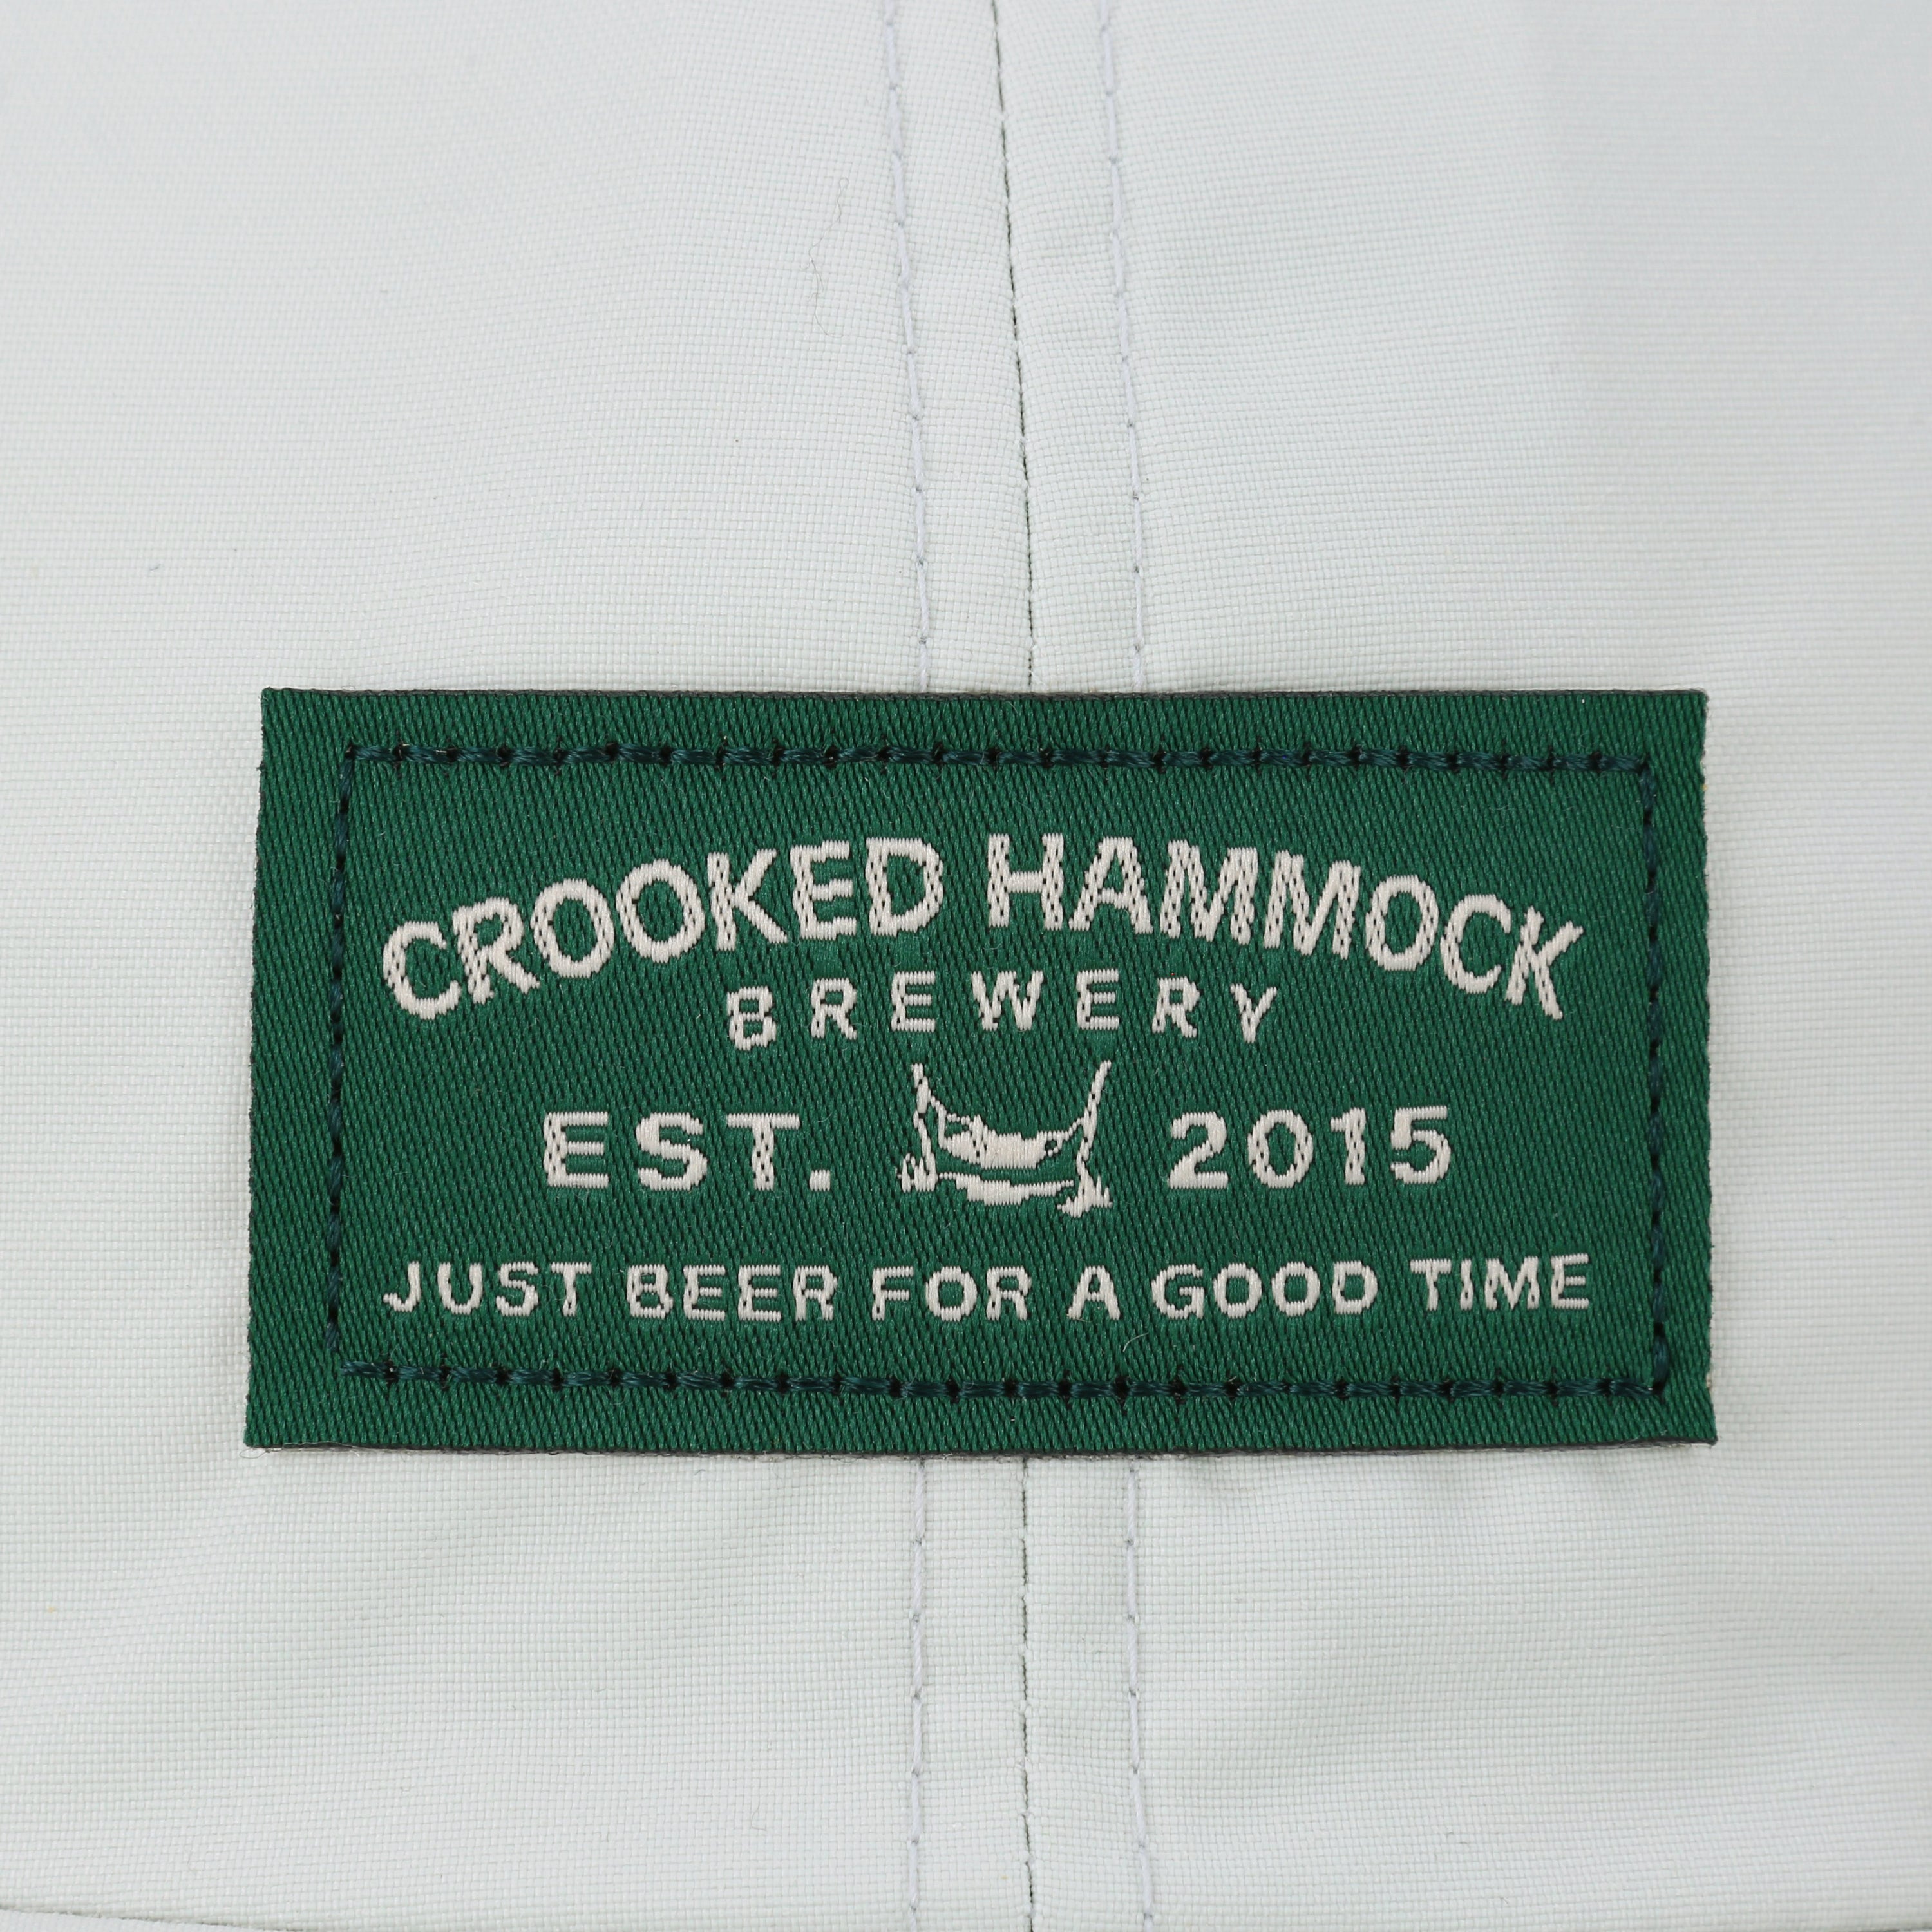 CROOKED HAMMOCK
BREWERY
EST. 2015
JUST BEER FOR A GOOD TIME